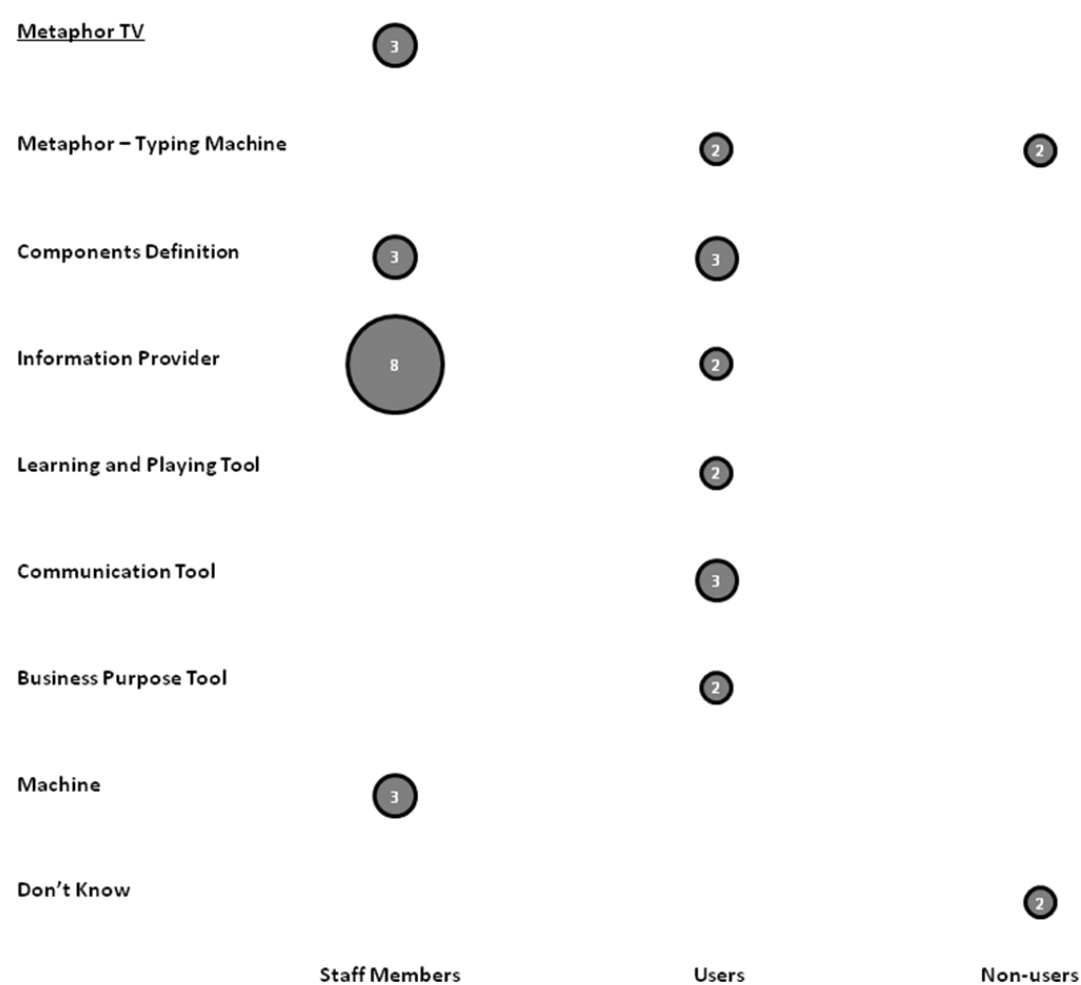 Metaphor TV
3
Metaphor – Typing Machine
2
2
Components Definition
3
3
Information Provider
8
2
Learning and Playing Tool
2
Communication Tool
3
Business Purpose Tool
2
Machine
3
Don’t Know
2
Staff Members
Users
Non-users